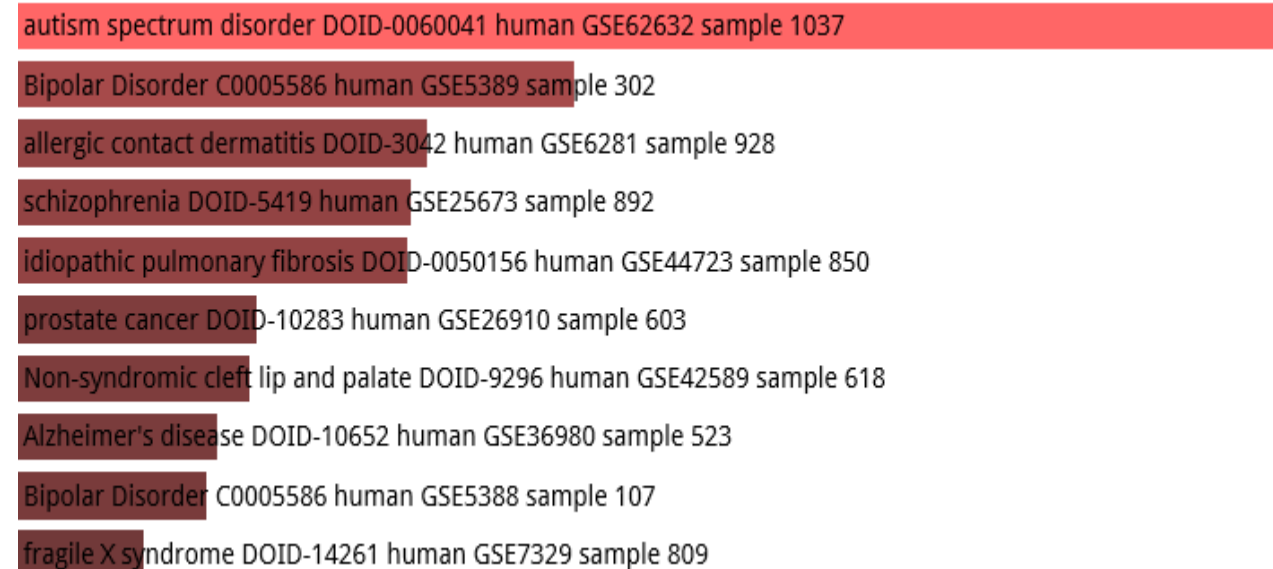 autism spectrum disorder DOID-0060041 human GSE62632 sample 1037
Bipolar Disorder C0005586 human GSE5389 sample 302
allergic contact dermatitis DOID-3042 human GSE6281 sample 928
schizophrenia DOID-5419 human GSE25673 sample 892
idiopathic pulmonary fibrosis DOID-0050156 human GSE44723 sample 850
prostate cancer DOID-10283 human GSE26910 sample 603
Non-syndromic cleft lip and palate DOID-9296 human GSE42589 sample 618
Alzheimer's disease DOID-10652 human GSE36980 sample 523
Bipolar Disorder C0005586 human GSE5388 sample 107
fragile X syndrome DOID-14261 human GSE7329 sample 809